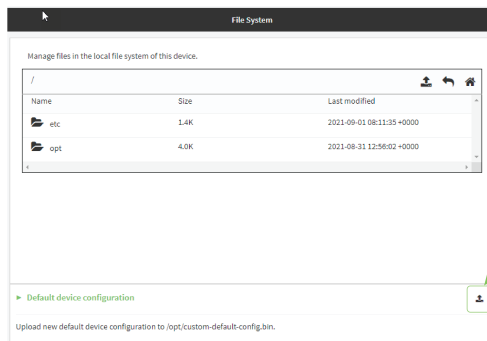 File System
Manage files in the local file system of this device.
/
Name Size Last modified
etc 1.4K 2021-09-01 08:11:35 +0000
opt 4.0K 2021-08-31 12:56:02 +0000
Default device configuration
Upload new default device configuration to /opt/custom-default-config.bin.